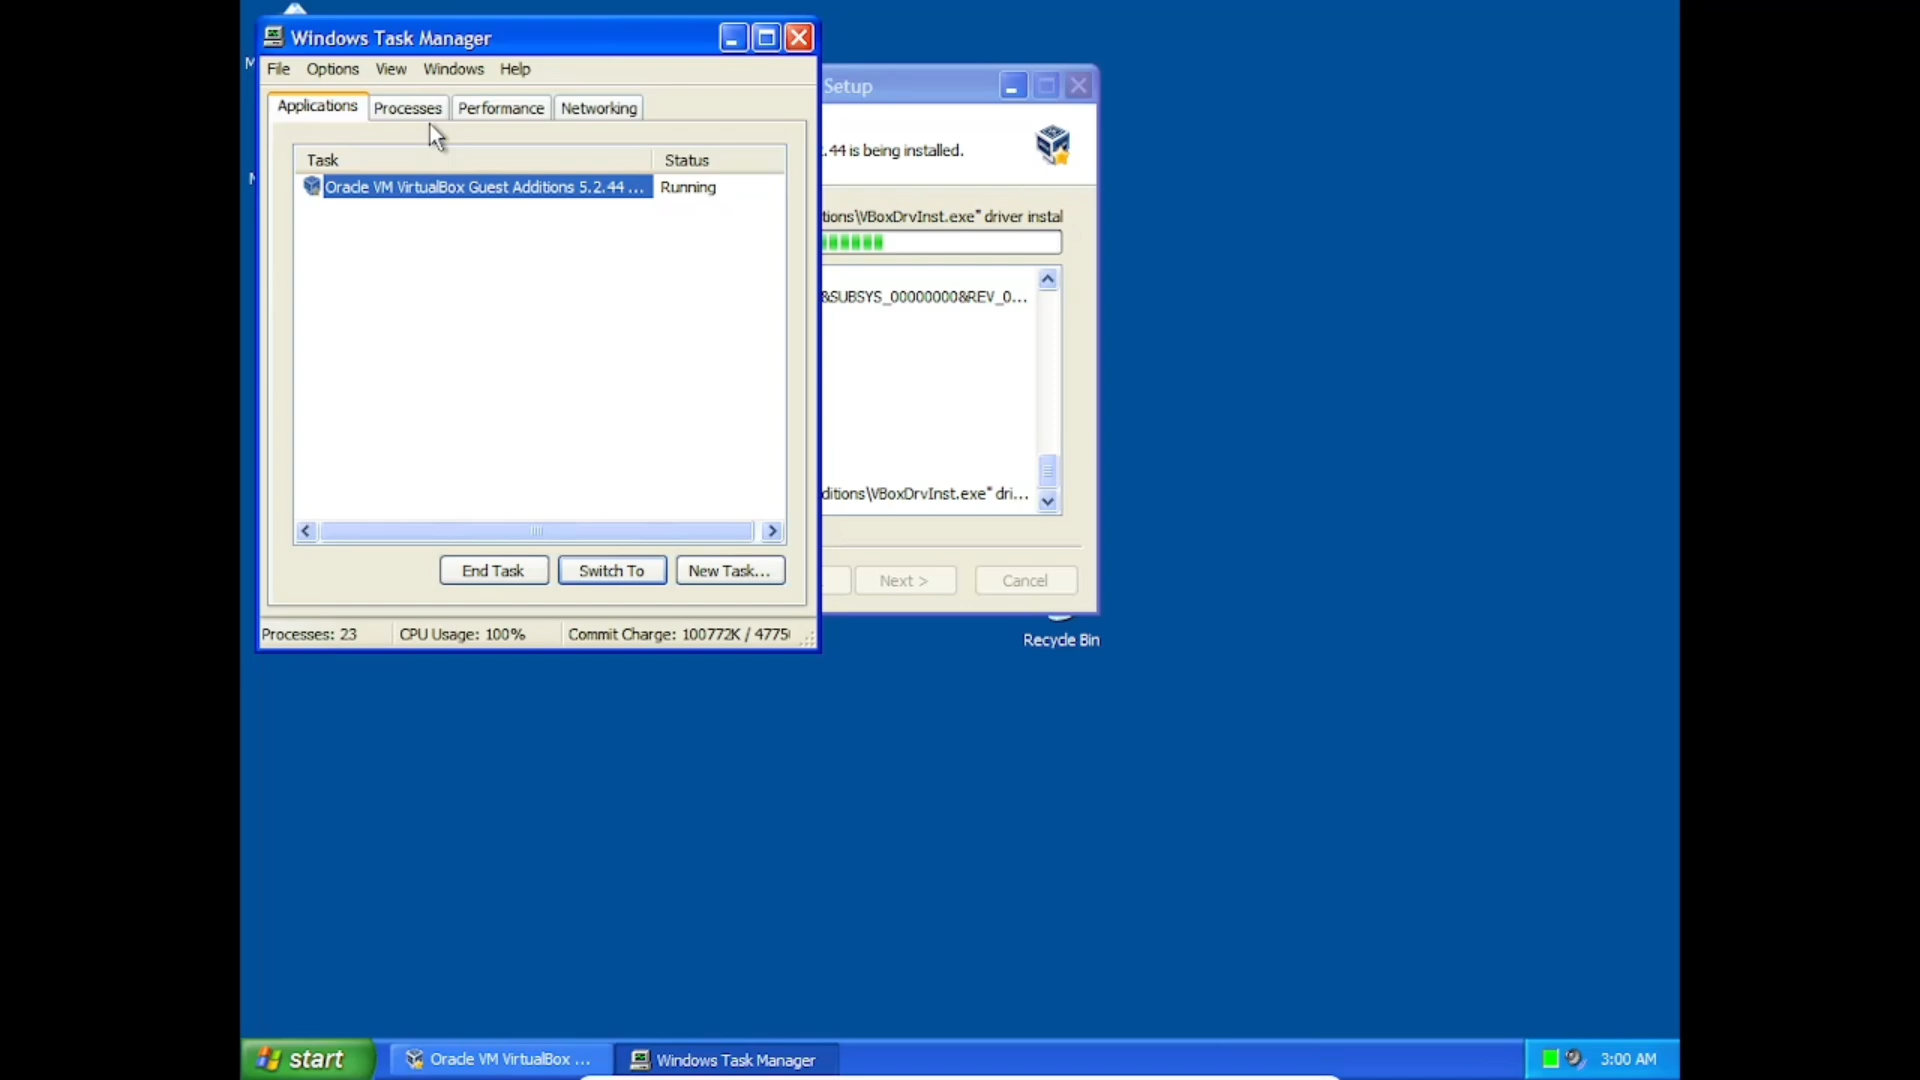 M
Windows Task Manager
File Options View Windows Help
Setup
Applications Processes Performance Networking
.44 is being installed.
Task Status
M
Oracle VM VirtualBox Guest Additions 5.2.44 ... Running
tions\VBoxDrvInst.exe" driver instal
&SUBSYS_00000000&REV_0...
ditions\VBoxDrvInst.exe" dri...
End Task Switch To New Task...
Next > Cancel
Processes: 23 CPU Usage: 100% Commit Charge: 100772K / 4775
Recycle Bin
start Oracle VM VirtualBox ... Windows Task Manager 3:00 AM